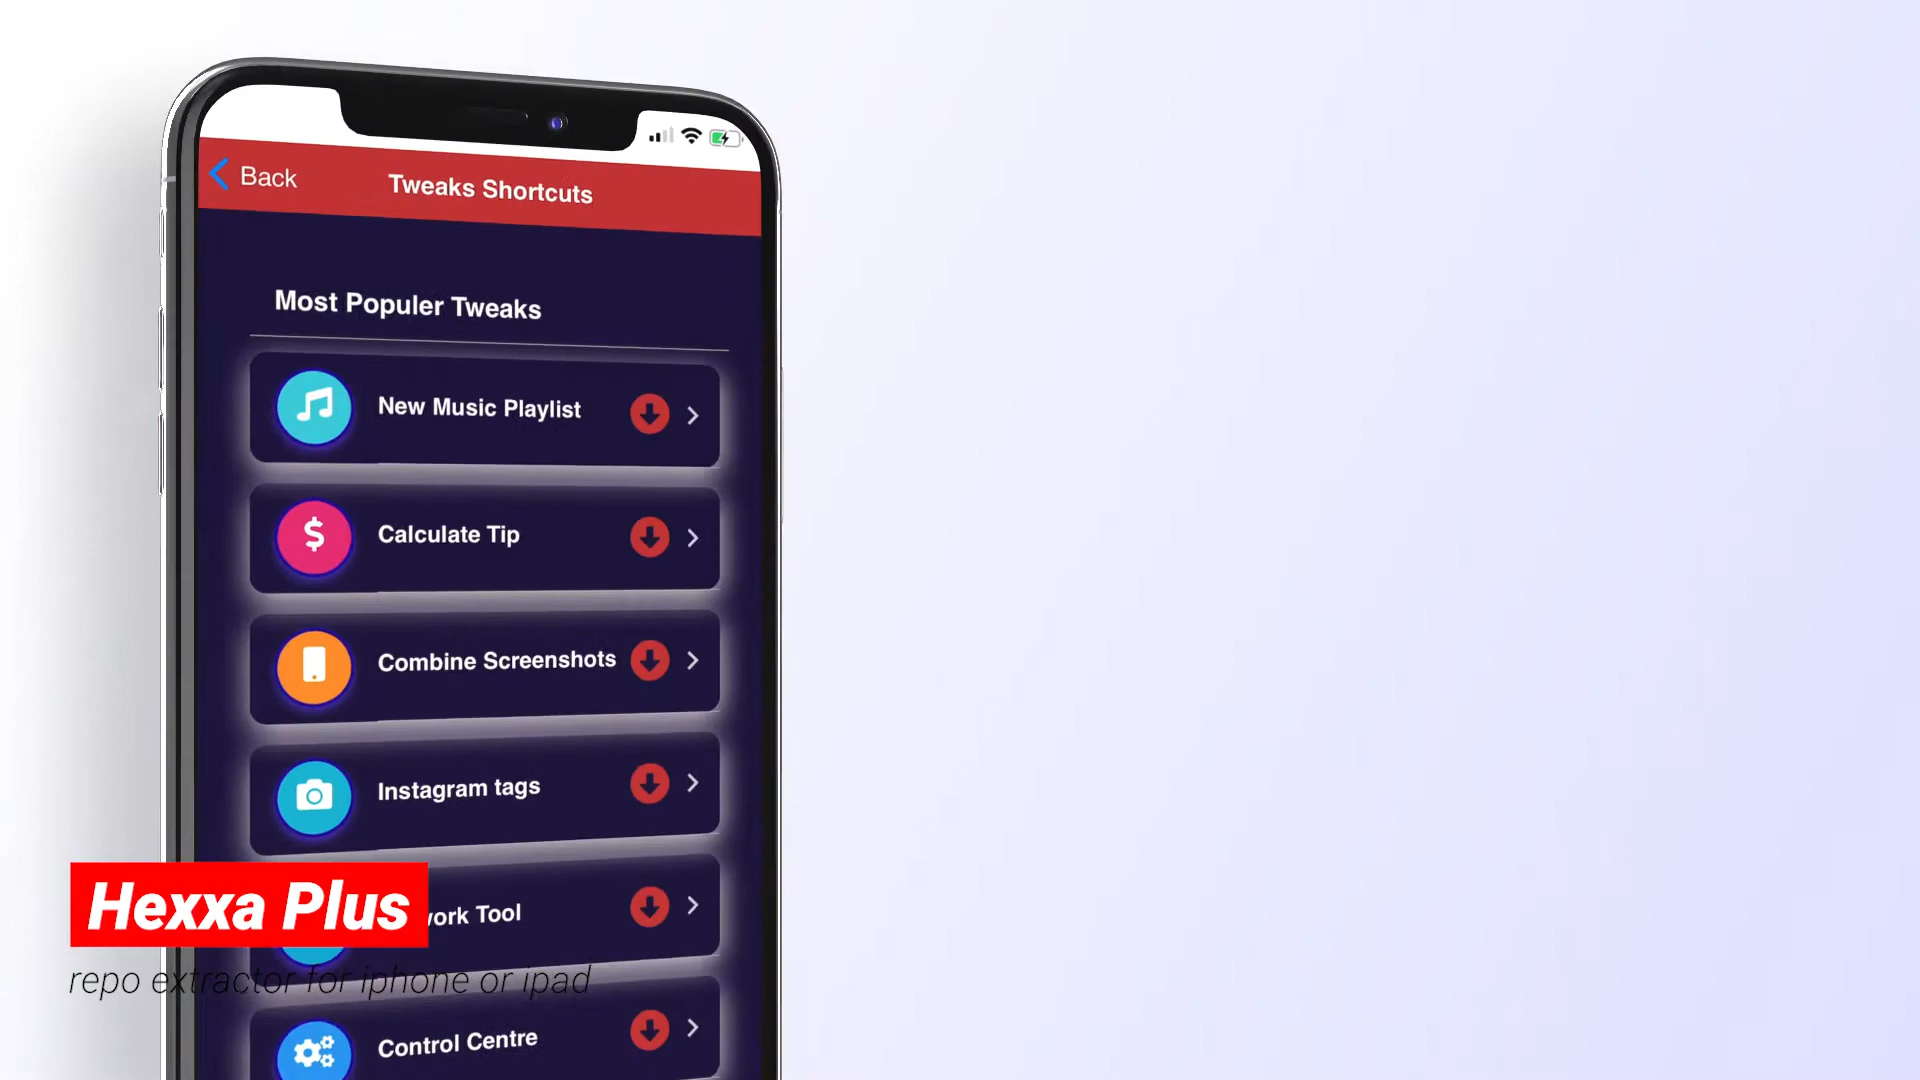 Back
Tweaks Shortcuts
Most Populer Tweaks
New Music Playlist
Calculate Tip
Combine Screenshots
Instagram tags
Tool
Hexxa Plus
repo extractor for iphone or ipad
Control Centre